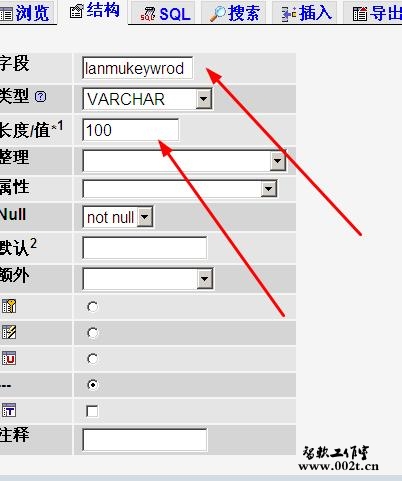 浏览 结构 SQL 搜索 插入 导出
字段 lanmukeywrod
类型 VARCHAR
长度/值*1 100
整理
属性
Null not null
默认2
额外
---
注释
智软工作室
www.002t.cn